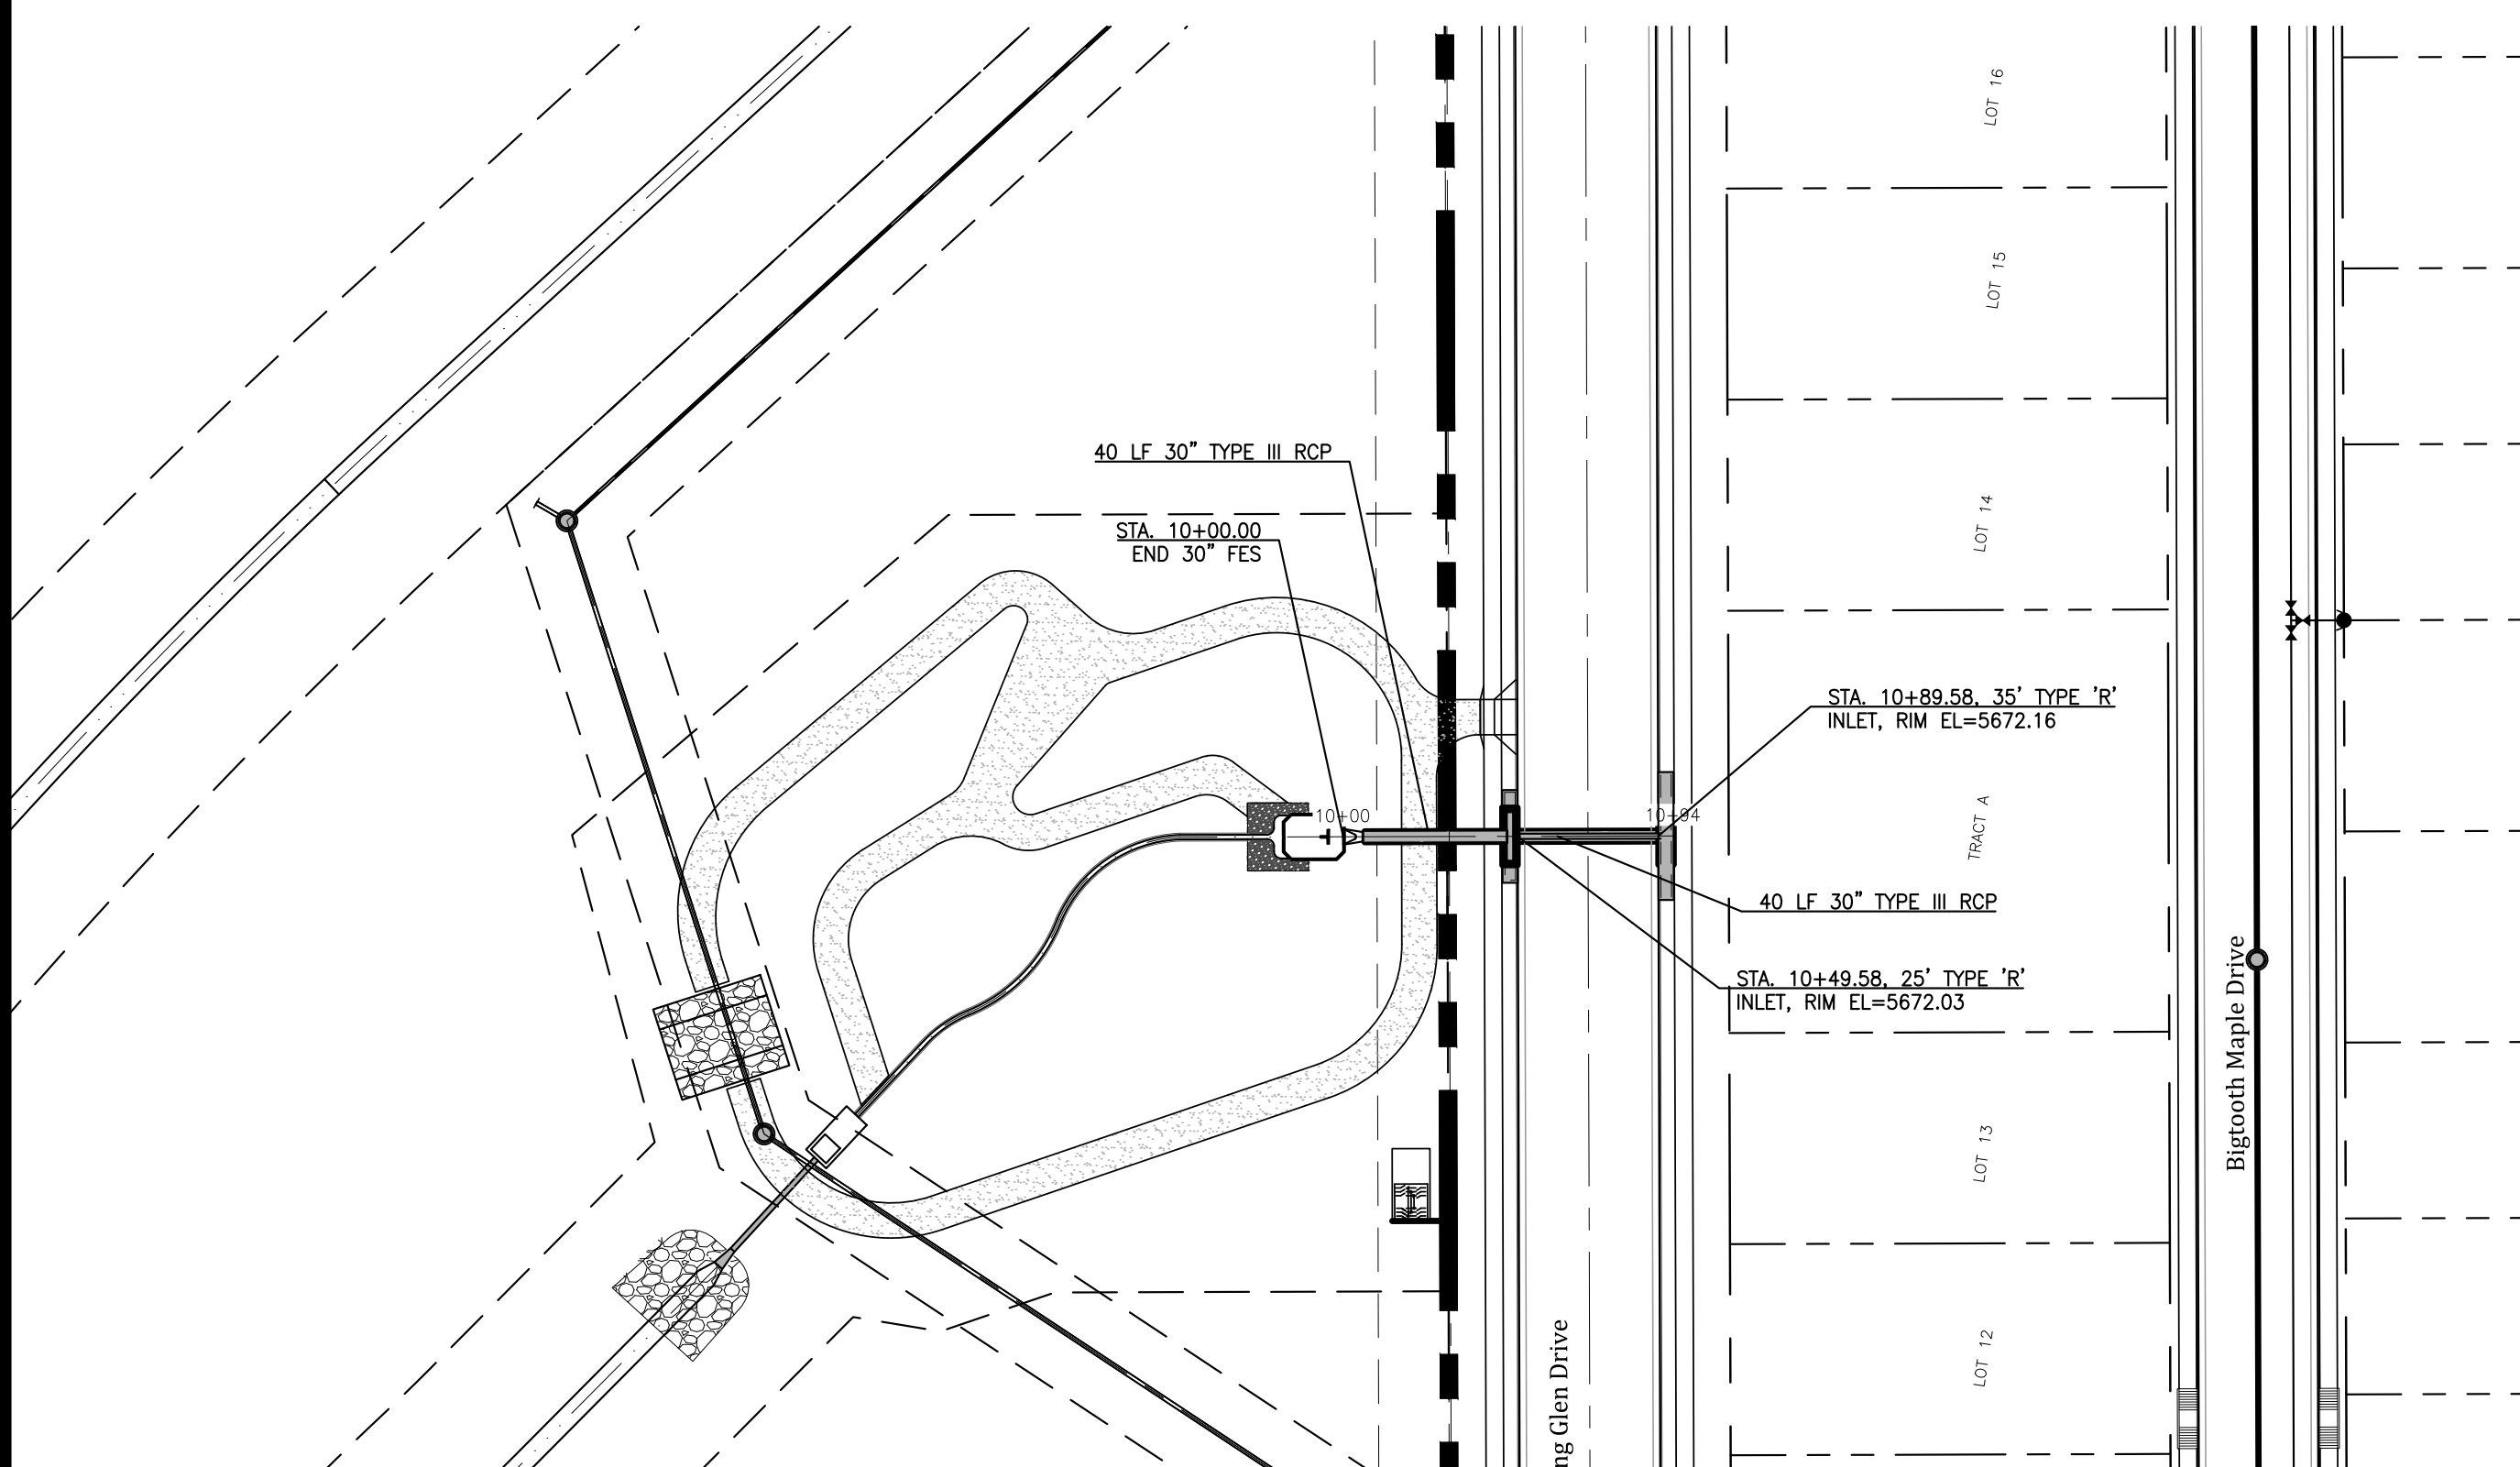 LOT 16
LOT 15
40 LF 30” TYPE III RCP
STA. 10+00.00
END 30” FES
LOT 14
STA. 10+89.58, 35’ TYPE ’R’
INLET, RIM EL=5672.16
10+00
10+94
TRACT A
40 LF 30” TYPE III RCP
STA. 10+49.58, 25’ TYPE ’R’
INLET, RIM EL=5672.03
Bigtooth Maple Drive
LOT 13
LOT 12
ng Glen Drive